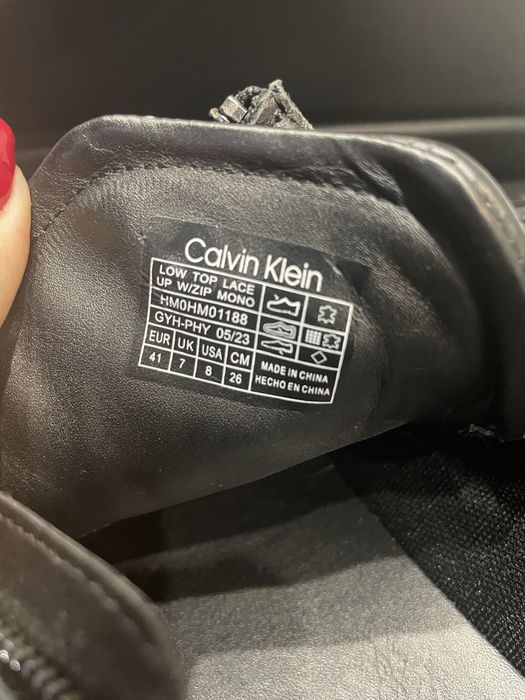 Calvin Klein
LOW TOP LACE
UP W/ZIP MONO
HM0HM01188
GYH-PHY 05/23
EUR UK USA CM
41 7 8 26
MADE IN CHINA
HECHO EN CHINA